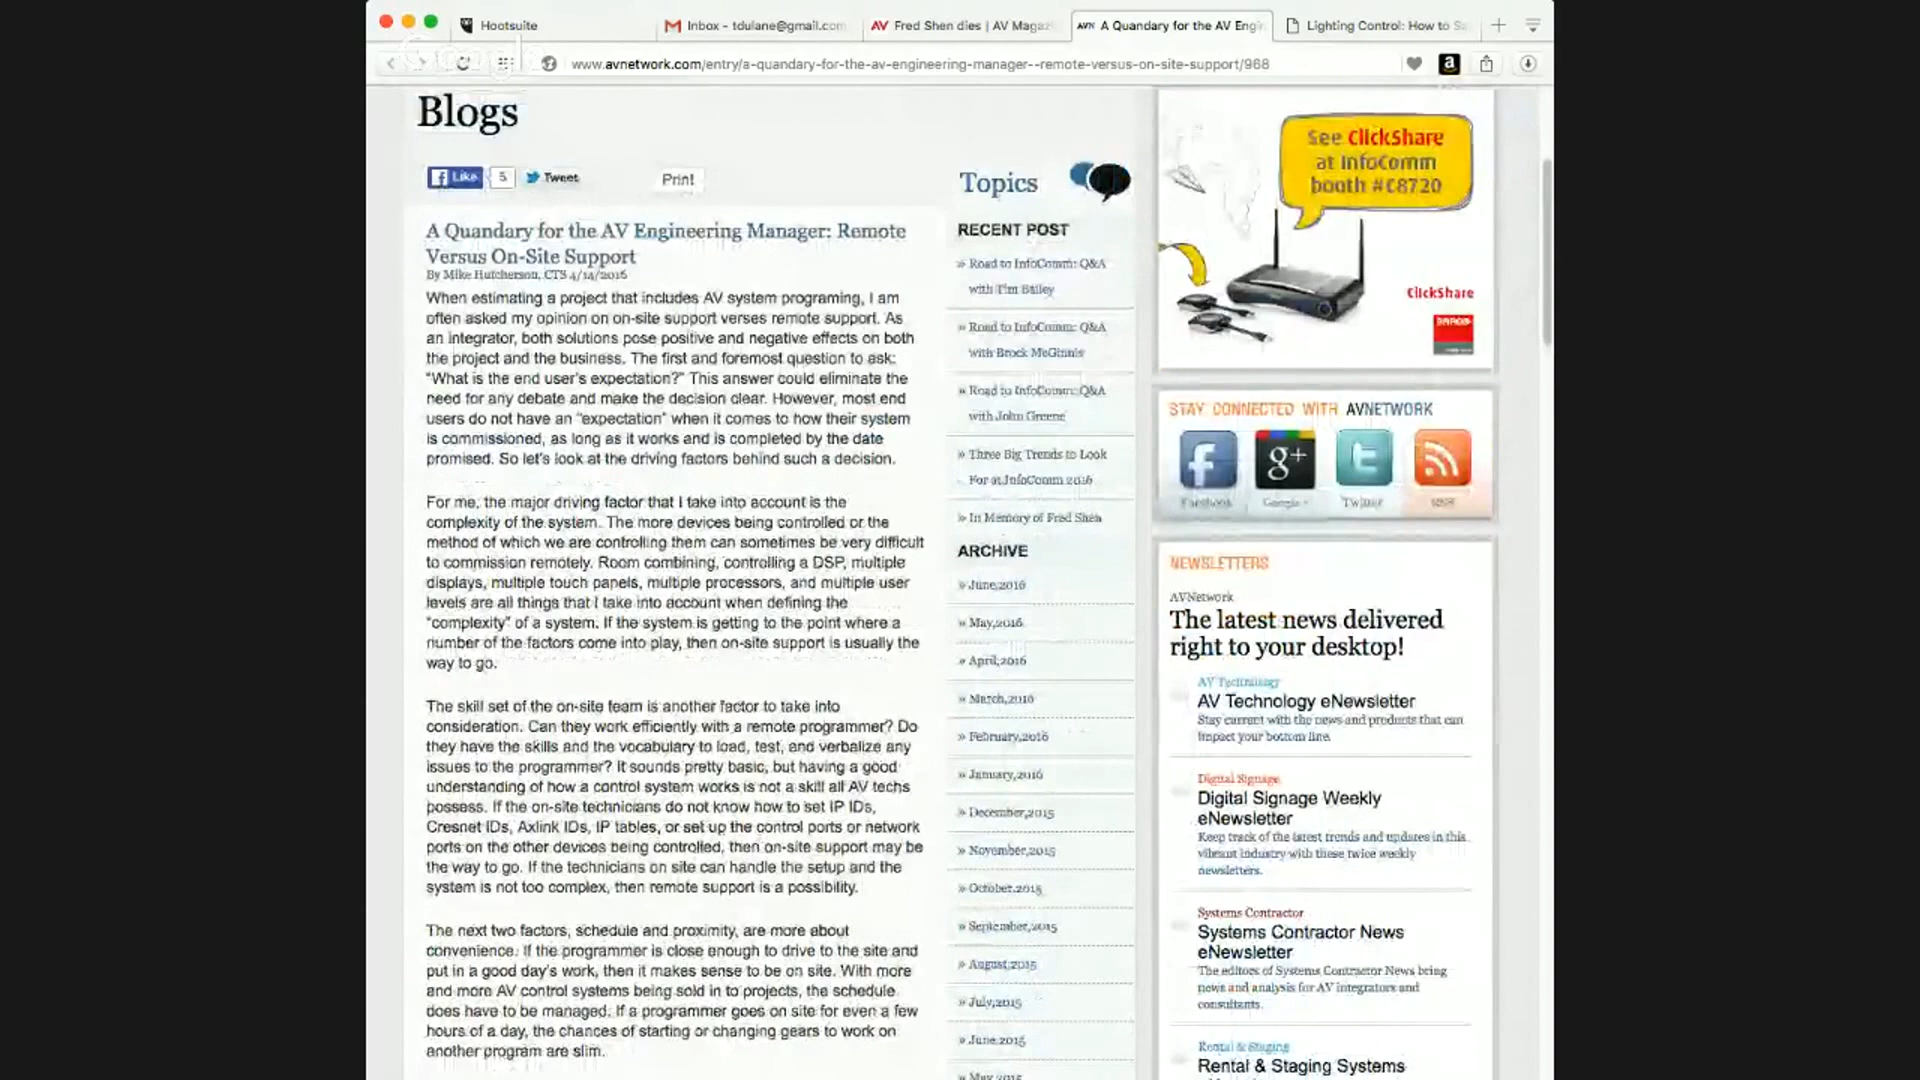 Hootsuite
Inbox - tdulane@gmail.com
AV Fred Shen dies | AV Magaz
AVN A Quandary for the AV Engi
Lighting Control: How to S
www.avnetwork.com/entry/a-quandary-for-the-av-engineering-manager--remote-versus-on-site-support/968
Blogs
Like 5
Tweet
Print
A Quandary for the AV Engineering Manager: Remote
Versus On-Site Support
By Mike Hutcherson, CTS 4/14/2016
When estimating a project that includes AV system programing, I am
often asked my opinion on on-site support verses remote support. As
an integrator, both solutions pose positive and negative effects on both
the project and the business. The first and foremost question to ask:
"What is the end user's expectation?" This answer could eliminate the
need for any debate and make the decision clear. However, most end
users do not have an "expectation" when it comes to how their system
is commissioned, as long as it works and is completed by the date
promised. So let's look at the driving factors behind such a decision.
For me, the major driving factor that I take into account is the
complexity of the system. The more devices being controlled or the
method of which we are controlling them can sometimes be very difficult
to commission remotely. Room combining, controlling a DSP, multiple
displays, multiple touch panels, multiple processors, and multiple user
levels are all things that I take into account when defining the
"complexity" of a system. If the system is getting to the point where a
number of the factors come into play, then on-site support is usually the
way to go.
The skill set of the on-site team is another factor to take into
consideration. Can they work efficiently with a remote programmer? Do
they have the skills and the vocabulary to load, test, and verbalize any
issues to the programmer? It sounds pretty basic, but having a good
understanding of how a control system works is not a skill all AV techs
possess. If the on-site technicians do not know how to set IP IDs,
Cresnet IDs, Axlink IDs, IP tables, or set up the control ports or network
ports on the other devices being controlled, then on-site support may be
the way to go. If the technicians on site can handle the setup and the
system is not too complex, then remote support is a possibility.
The next two factors, schedule and proximity, are more about
convenience. If the programmer is close enough to drive to the site and
put in a good day's work, then it makes sense to be on site. With more
and more AV control systems being sold in to projects, the schedule
does have to be managed. If a programmer goes on site for even a few
hours of a day, the chances of starting or changing gears to work on
another program are slim.
Topics
RECENT POST
» Road to InfoComm: Q&A
with Tim Bailey
» Road to InfoComm: Q&A
with Brock McGinnis
» Road to InfoComm: Q&A
with John Greene
» Three Big Trends to Look
For at InfoComm 2016
» In Memory of Fred Shen
ARCHIVE
» June,2016
» May,2016
» April,2016
» March,2016
» February,2016
» January,2016
» December,2015
» November,2015
» October,2015
» September,2015
» August,2015
» July,2015
» June,2015
» May,2015
See ClickShare
at InfoComm
booth #C8720
ClickShare
BARCO
STAY CONNECTED WITH AVNETWORK
Facebook
Google +
Twitter
RSS
NEWSLETTERS
AVNetwork
The latest news delivered
right to your desktop!
AV Technology
AV Technology eNewsletter
Stay current with the news and products that can
impact your bottom line.
Digital Signage
Digital Signage Weekly
eNewsletter
Keep track of the latest trends and updates in this
vibrant industry with these twice weekly
newsletters.
Systems Contractor
Systems Contractor News
eNewsletter
The editors of Systems Contractor News bring
news and analysis for AV integrators and
consultants.
Rental & Staging
Rental & Staging Systems